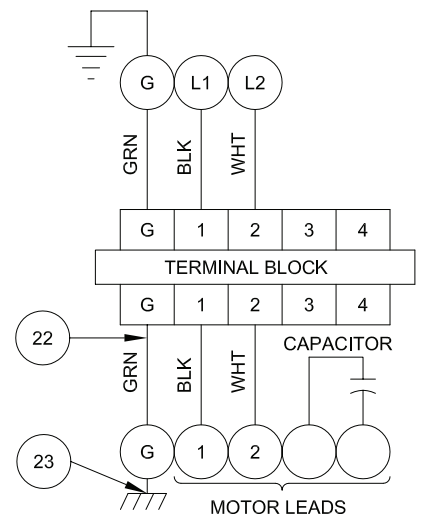 G L1 L2
GRN BLK WHT
G 1 2 3 4
TERMINAL BLOCK
G 1 2 3 4
22
CAPACITOR
GRN BLK WHT
G 1 2
23
MOTOR LEADS